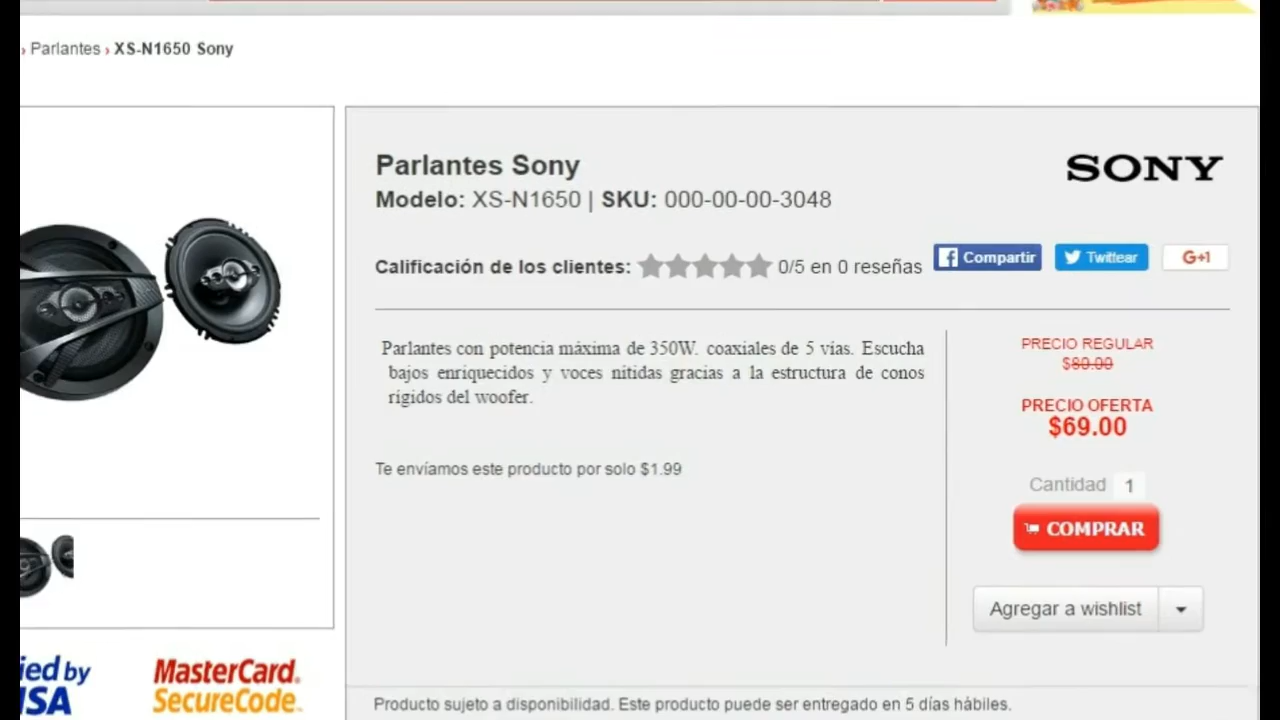 › Parlantes › XS-N1650 Sony
Parlantes Sony
SONY
Modelo: XS-N1650 | SKU: 000-00-00-3048
Calificación de los clientes: 0/5 en 0 reseñas
Compartir
Twittear
G+1
Parlantes con potencia máxima de 350W. coaxiales de 5 vías. Escucha
bajos enriquecidos y voces nitidas gracias a la estructura de conos
rígidos del woofer.
Te envíamos este producto por solo $1.99
PRECIO REGULAR
$80.00
PRECIO OFERTA
$69.00
Cantidad 1
COMPRAR
Agregar a wishlist
ied by
ISA
MasterCard.
SecureCode.
Producto sujeto a disponibilidad. Este producto puede ser entregado en 5 días hábiles.